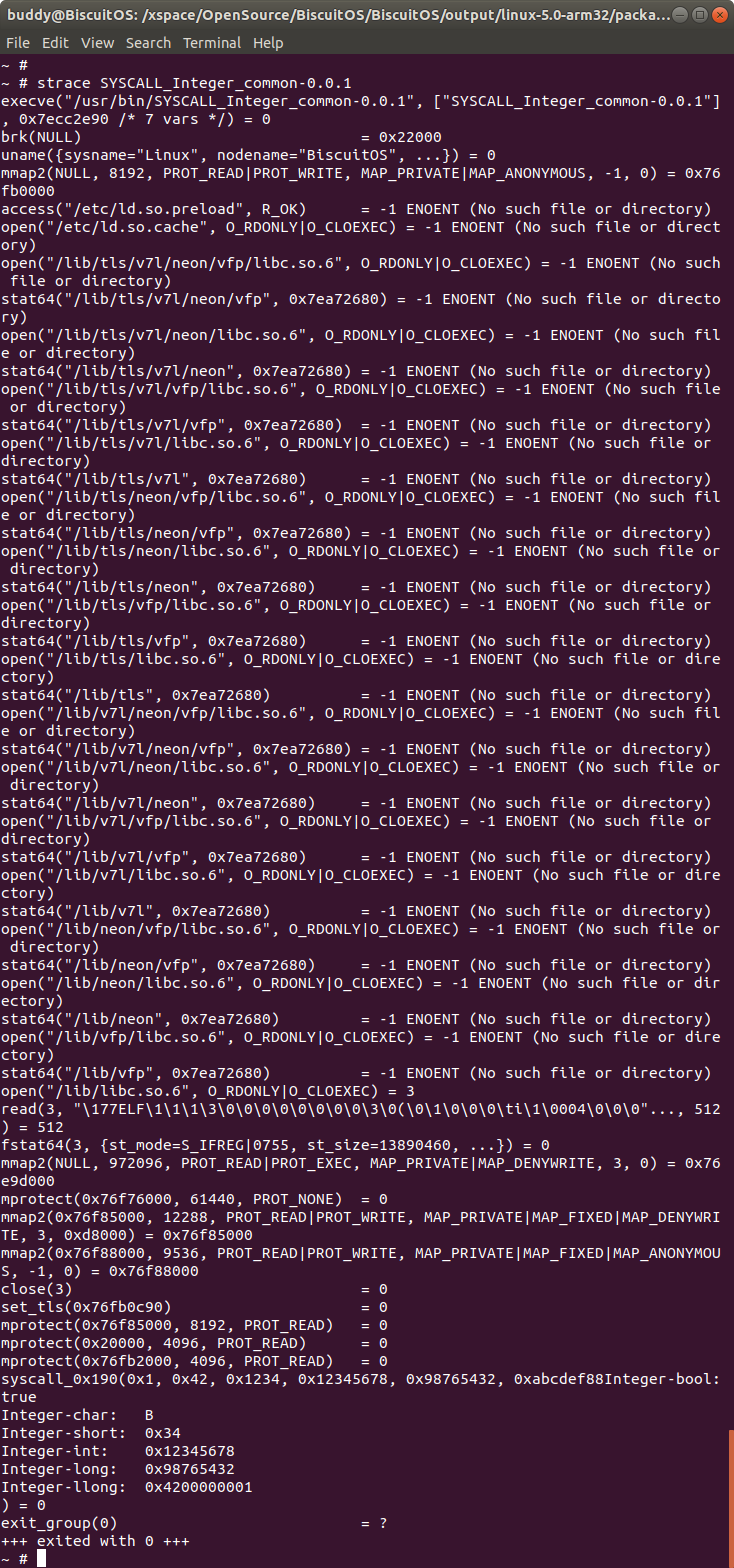 buddy@BiscuitOS: /xspace/OpenSource/BiscuitOS/BiscuitOS/output/linux-5.0-arm32/packa...
File Edit View Search Terminal Help
~ #
~ # strace SYSCALL_Integer_common-0.0.1
execve("/usr/bin/SYSCALL_Integer_common-0.0.1", ["SYSCALL_Integer_common-0.0.1"]
, 0x7ecc2e90 /* 7 vars */) = 0
brk(NULL)                               = 0x22000
uname({sysname="Linux", nodename="BiscuitOS", ...}) = 0
mmap2(NULL, 8192, PROT_READ|PROT_WRITE, MAP_PRIVATE|MAP_ANONYMOUS, -1, 0) = 0x76
fb0000
access("/etc/ld.so.preload", R_OK)      = -1 ENOENT (No such file or directory)
open("/etc/ld.so.cache", O_RDONLY|O_CLOEXEC) = -1 ENOENT (No such file or direct
ory)
open("/lib/tls/v7l/neon/vfp/libc.so.6", O_RDONLY|O_CLOEXEC) = -1 ENOENT (No such
 file or directory)
stat64("/lib/tls/v7l/neon/vfp", 0x7ea72680) = -1 ENOENT (No such file or directo
ry)
open("/lib/tls/v7l/neon/libc.so.6", O_RDONLY|O_CLOEXEC) = -1 ENOENT (No such fil
e or directory)
stat64("/lib/tls/v7l/neon", 0x7ea72680) = -1 ENOENT (No such file or directory)
open("/lib/tls/v7l/vfp/libc.so.6", O_RDONLY|O_CLOEXEC) = -1 ENOENT (No such file
 or directory)
stat64("/lib/tls/v7l/vfp", 0x7ea72680)  = -1 ENOENT (No such file or directory)
open("/lib/tls/v7l/libc.so.6", O_RDONLY|O_CLOEXEC) = -1 ENOENT (No such file or
directory)
stat64("/lib/tls/v7l", 0x7ea72680)      = -1 ENOENT (No such file or directory)
open("/lib/tls/neon/vfp/libc.so.6", O_RDONLY|O_CLOEXEC) = -1 ENOENT (No such fil
e or directory)
stat64("/lib/tls/neon/vfp", 0x7ea72680) = -1 ENOENT (No such file or directory)
open("/lib/tls/neon/libc.so.6", O_RDONLY|O_CLOEXEC) = -1 ENOENT (No such file or
 directory)
stat64("/lib/tls/neon", 0x7ea72680)     = -1 ENOENT (No such file or directory)
open("/lib/tls/vfp/libc.so.6", O_RDONLY|O_CLOEXEC) = -1 ENOENT (No such file or
directory)
stat64("/lib/tls/vfp", 0x7ea72680)      = -1 ENOENT (No such file or directory)
open("/lib/tls/libc.so.6", O_RDONLY|O_CLOEXEC) = -1 ENOENT (No such file or dire
ctory)
stat64("/lib/tls", 0x7ea72680)          = -1 ENOENT (No such file or directory)
open("/lib/v7l/neon/vfp/libc.so.6", O_RDONLY|O_CLOEXEC) = -1 ENOENT (No such fil
e or directory)
stat64("/lib/v7l/neon/vfp", 0x7ea72680) = -1 ENOENT (No such file or directory)
open("/lib/v7l/neon/libc.so.6", O_RDONLY|O_CLOEXEC) = -1 ENOENT (No such file or
 directory)
stat64("/lib/v7l/neon", 0x7ea72680)     = -1 ENOENT (No such file or directory)
open("/lib/v7l/vfp/libc.so.6", O_RDONLY|O_CLOEXEC) = -1 ENOENT (No such file or
directory)
stat64("/lib/v7l/vfp", 0x7ea72680)      = -1 ENOENT (No such file or directory)
open("/lib/v7l/libc.so.6", O_RDONLY|O_CLOEXEC) = -1 ENOENT (No such file or dire
ctory)
stat64("/lib/v7l", 0x7ea72680)          = -1 ENOENT (No such file or directory)
open("/lib/neon/vfp/libc.so.6", O_RDONLY|O_CLOEXEC) = -1 ENOENT (No such file or
 directory)
stat64("/lib/neon/vfp", 0x7ea72680)     = -1 ENOENT (No such file or directory)
open("/lib/neon/libc.so.6", O_RDONLY|O_CLOEXEC) = -1 ENOENT (No such file or dir
ectory)
stat64("/lib/neon", 0x7ea72680)         = -1 ENOENT (No such file or directory)
open("/lib/vfp/libc.so.6", O_RDONLY|O_CLOEXEC) = -1 ENOENT (No such file or dire
ctory)
stat64("/lib/vfp", 0x7ea72680)          = -1 ENOENT (No such file or directory)
open("/lib/libc.so.6", O_RDONLY|O_CLOEXEC) = 3
read(3, "\177ELF\1\1\1\3\0\0\0\0\0\0\0\0\3\0(\0\1\0\0\0\ti\1\0004\0\0\0"..., 512
) = 512
fstat64(3, {st_mode=S_IFREG|0755, st_size=13890460, ...}) = 0
mmap2(NULL, 972096, PROT_READ|PROT_EXEC, MAP_PRIVATE|MAP_DENYWRITE, 3, 0) = 0x76
e9d000
mprotect(0x76f76000, 61440, PROT_NONE)  = 0
mmap2(0x76f85000, 12288, PROT_READ|PROT_WRITE, MAP_PRIVATE|MAP_FIXED|MAP_DENYWRI
TE, 3, 0xd8000) = 0x76f85000
mmap2(0x76f88000, 9536, PROT_READ|PROT_WRITE, MAP_PRIVATE|MAP_FIXED|MAP_ANONYMOU
S, -1, 0) = 0x76f88000
close(3)                                = 0
set_tls(0x76fb0c90)                     = 0
mprotect(0x76f85000, 8192, PROT_READ)   = 0
mprotect(0x20000, 4096, PROT_READ)      = 0
mprotect(0x76fb2000, 4096, PROT_READ)   = 0
syscall_0x190(0x1, 0x42, 0x1234, 0x12345678, 0x98765432, 0xabcdef88Integer-bool:
true
Integer-char:   B
Integer-short:  0x34
Integer-int:    0x12345678
Integer-long:   0x98765432
Integer-llong:  0x4200000001
) = 0
exit_group(0)                           = ?
+++ exited with 0 +++
~ #